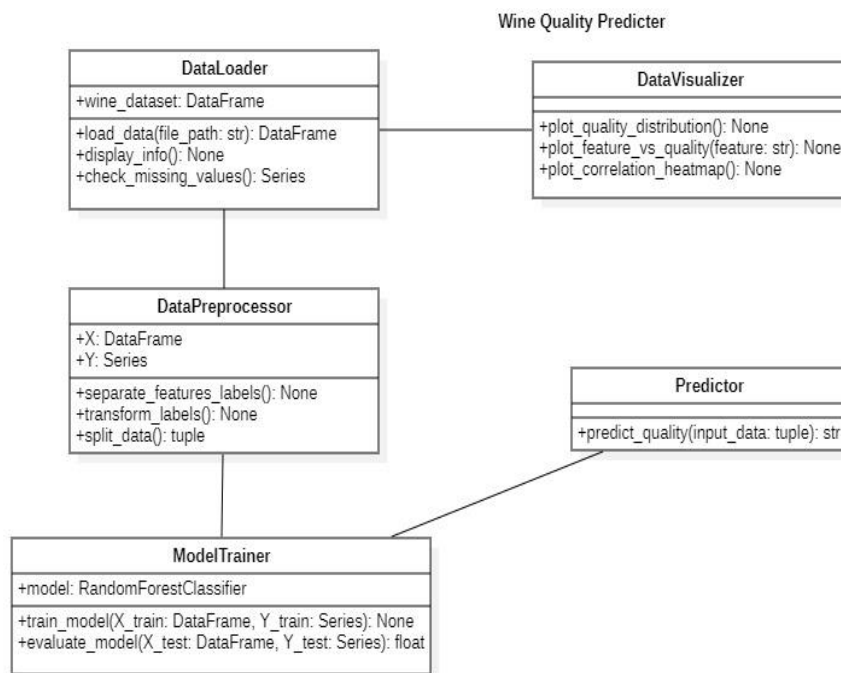 Wine Quality Predicter
DataLoader
+wine_dataset: DataFrame
+load_data(file_path: str): DataFrame
+display_info(): None
+check_missing_values(): Series
DataVisualizer
+plot_quality_distribution(): None
+plot_feature_vs_quality(feature: str): None
+plot_correlation_heatmap(): None
DataPreprocessor
+X: DataFrame
+Y: Series
+separate_features_labels(): None
+transform_labels(): None
+split_data(): tuple
Predictor
+predict_quality(input_data: tuple): str
ModelTrainer
+model: RandomForestClassifier
+train_model(X_train: DataFrame, Y_train: Series): None
+evaluate_model(X_test: DataFrame, Y_test: Series): float